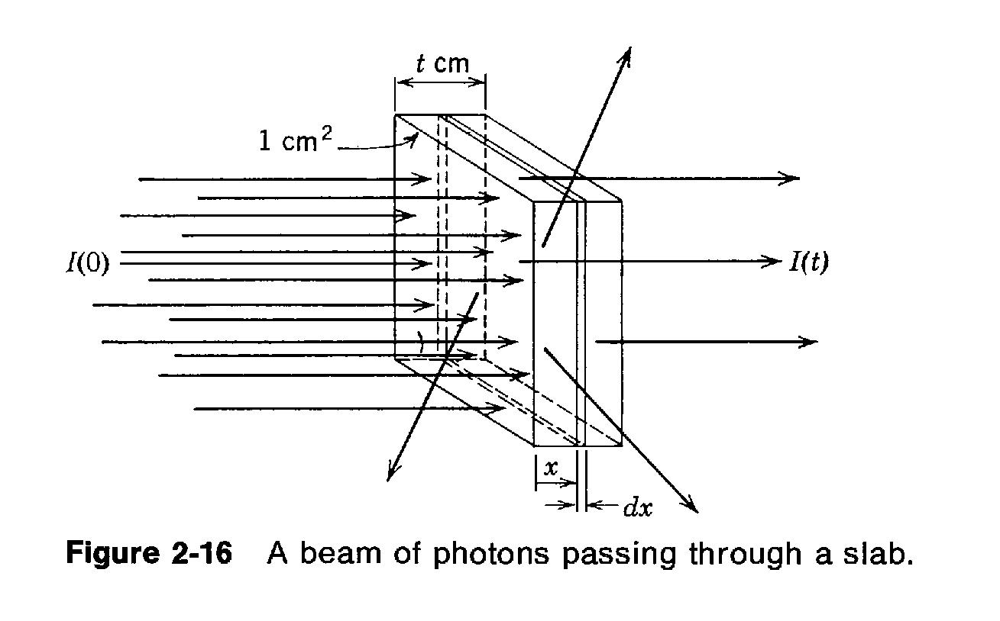 t cm
1 cm²
I(0)
I(t)
x
dx
Figure 2-16 A beam of photons passing through a slab.